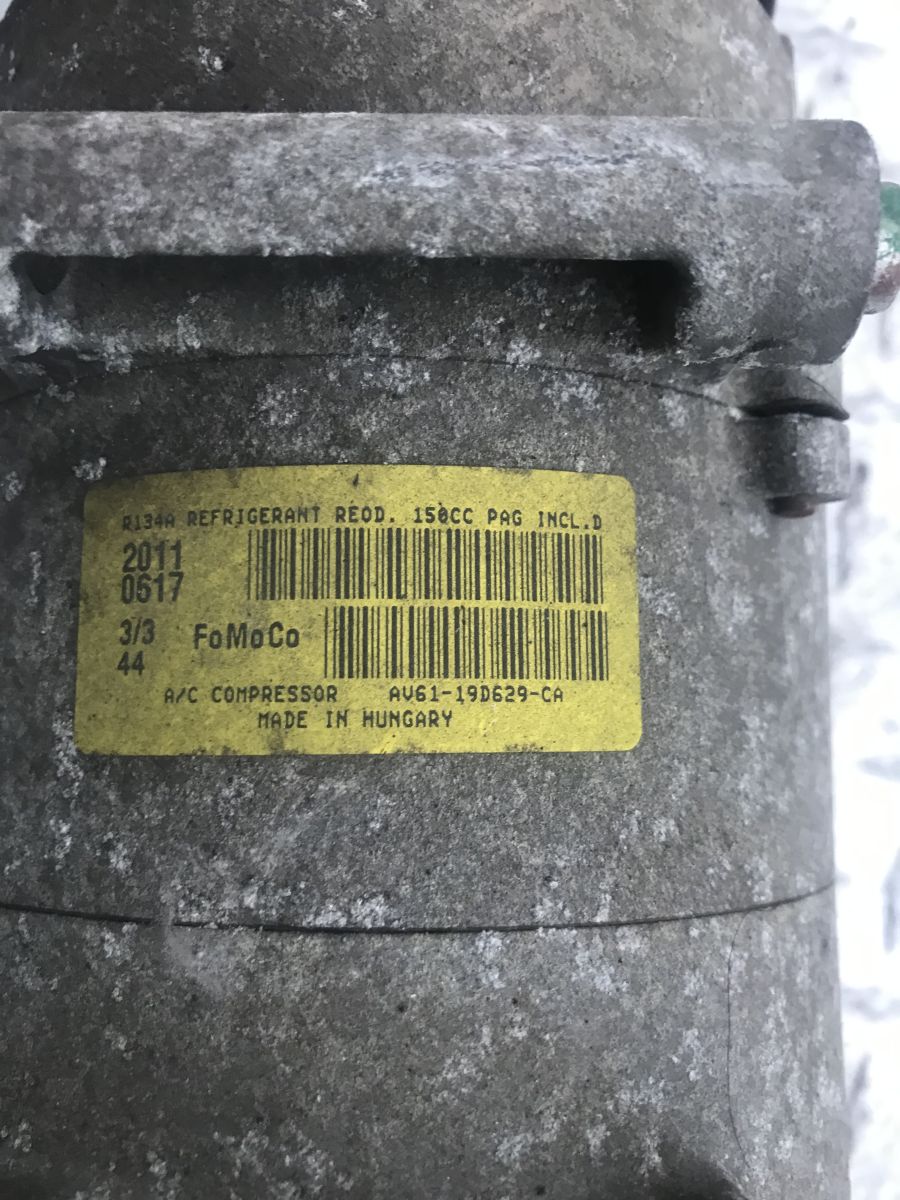 R134A REFRIGERANT REQD. 150CC PAG INCL.D
2011
0617
3/3
44
FoMoCo
A/C COMPRESSOR AV61-19D629-CA
MADE IN HUNGARY